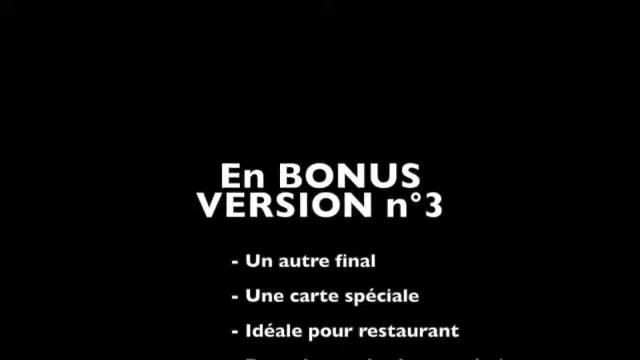 En BONUS
VERSION n°3
- Un autre final
- Une carte spéciale
- Idéale pour restaurant